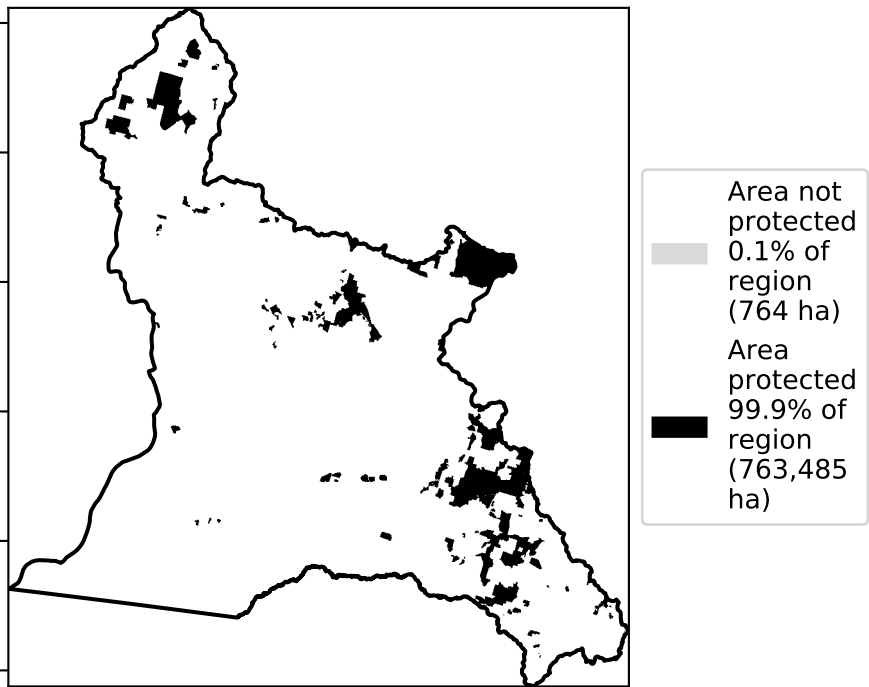 Area not
protected
0.1% of
region
(764 ha)
Area
protected
99.9% of
region
(763,485
ha)